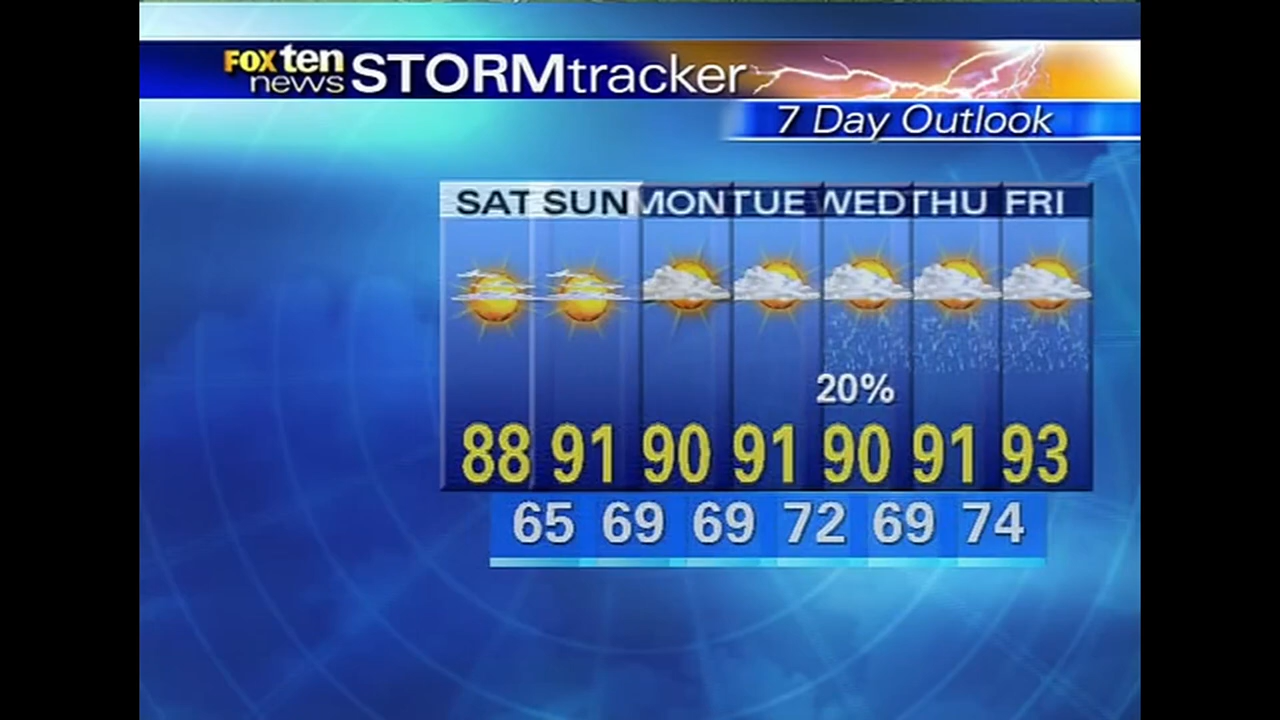 FOX ten news STORMtracker
7 Day Outlook
SAT SUN MON TUE WED THU FRI
20%
88 91 90 91 90 91 93
65 69 69 72 69 74